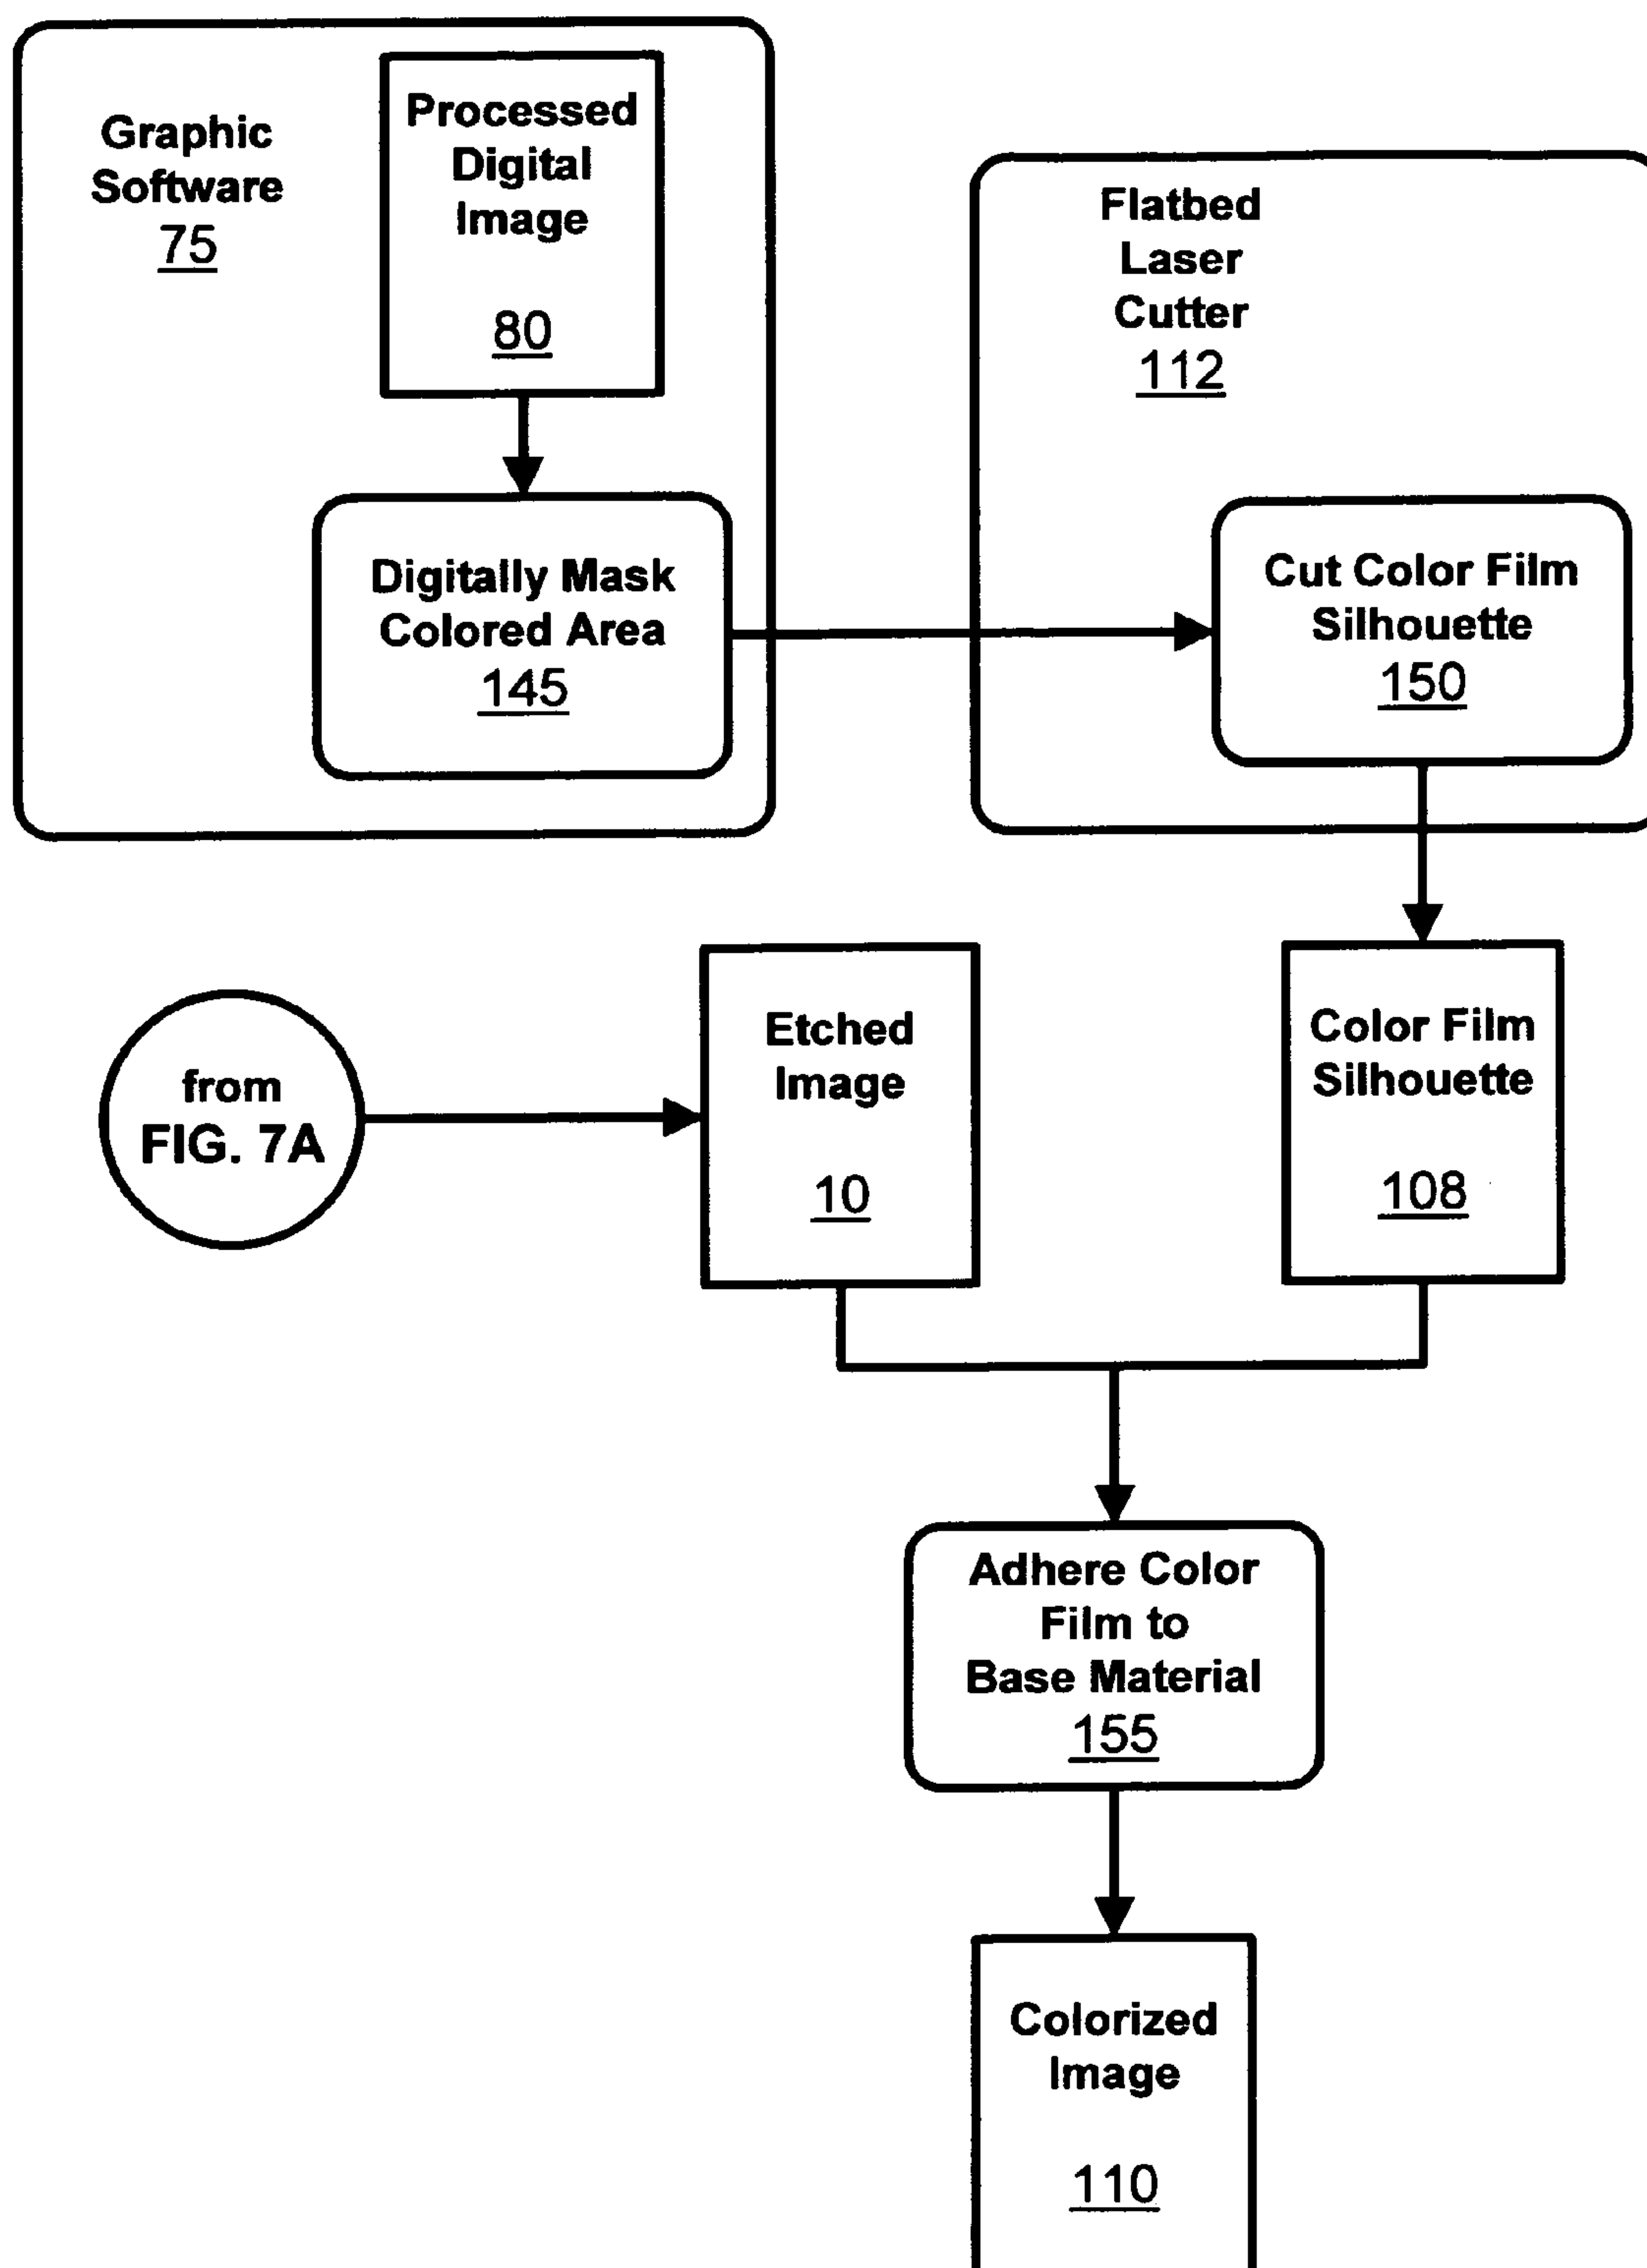 Graphic
Software
75
Processed
Digital
Image
80
Digitally Mask
Colored Area
145
Flatbed
Laser
Cutter
112
Cut Color Film
Silhouette
150
from
FIG. 7A
Etched
Image
10
Color Film
Silhouette
108
Adhere Color
Film to
Base Material
155
Colorized
Image
110